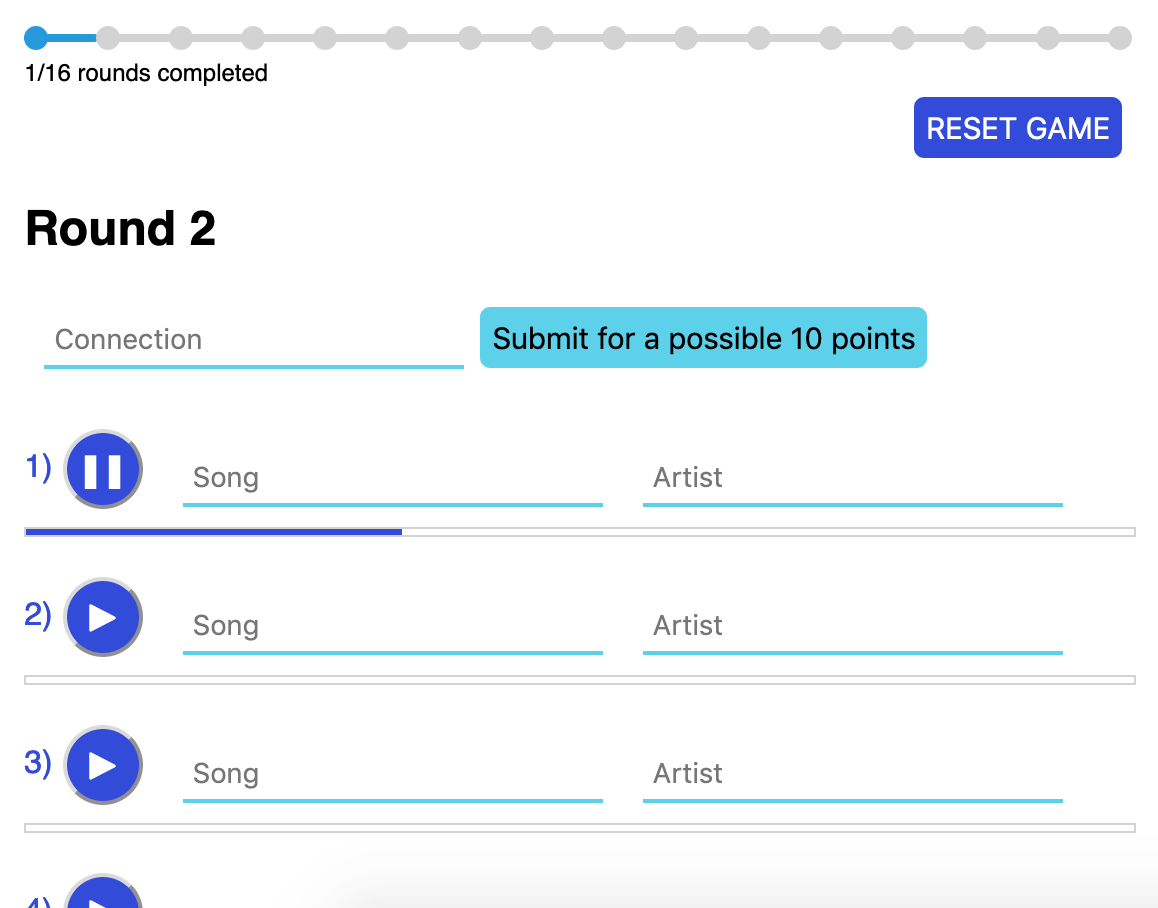 1/16 rounds completed
RESET GAME
Round 2
Connection
Submit for a possible 10 points
1) Song Artist
2) Song Artist
3) Song Artist
4)